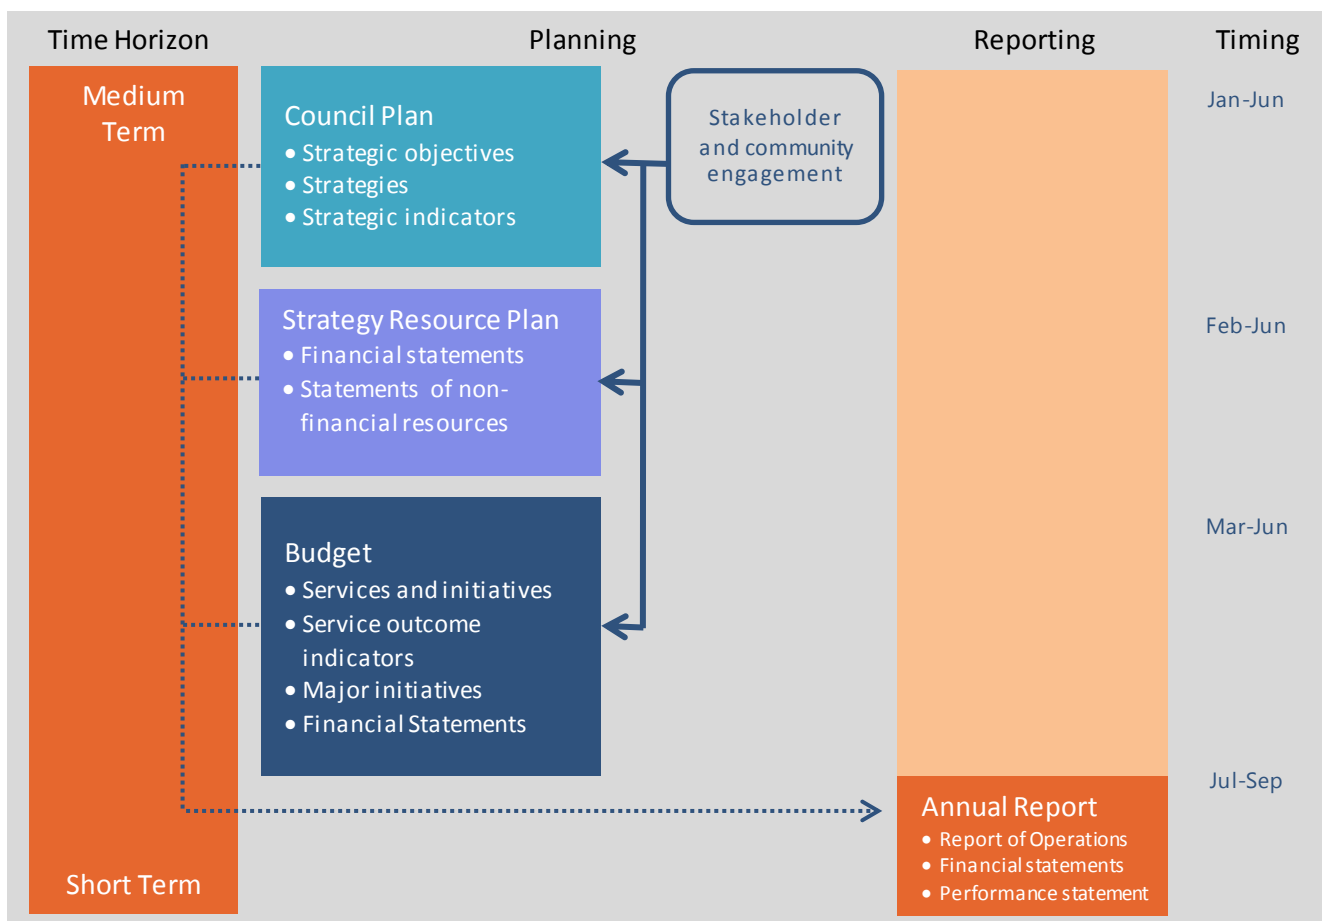 Time Horizon
Planning
Reporting
Timing
Medium
Term
Council Plan
• Strategic objectives
• Strategies
• Strategic indicators
Stakeholder
and community
engagement
Jan-Jun
Strategy Resource Plan
• Financial statements
• Statements of non-
financial resources
Feb-Jun
Budget
• Services and initiatives
• Service outcome
indicators
• Major initiatives
• Financial Statements
Mar-Jun
Jul-Sep
Annual Report
• Report of Operations
• Financial statements
• Performance statement
Short Term